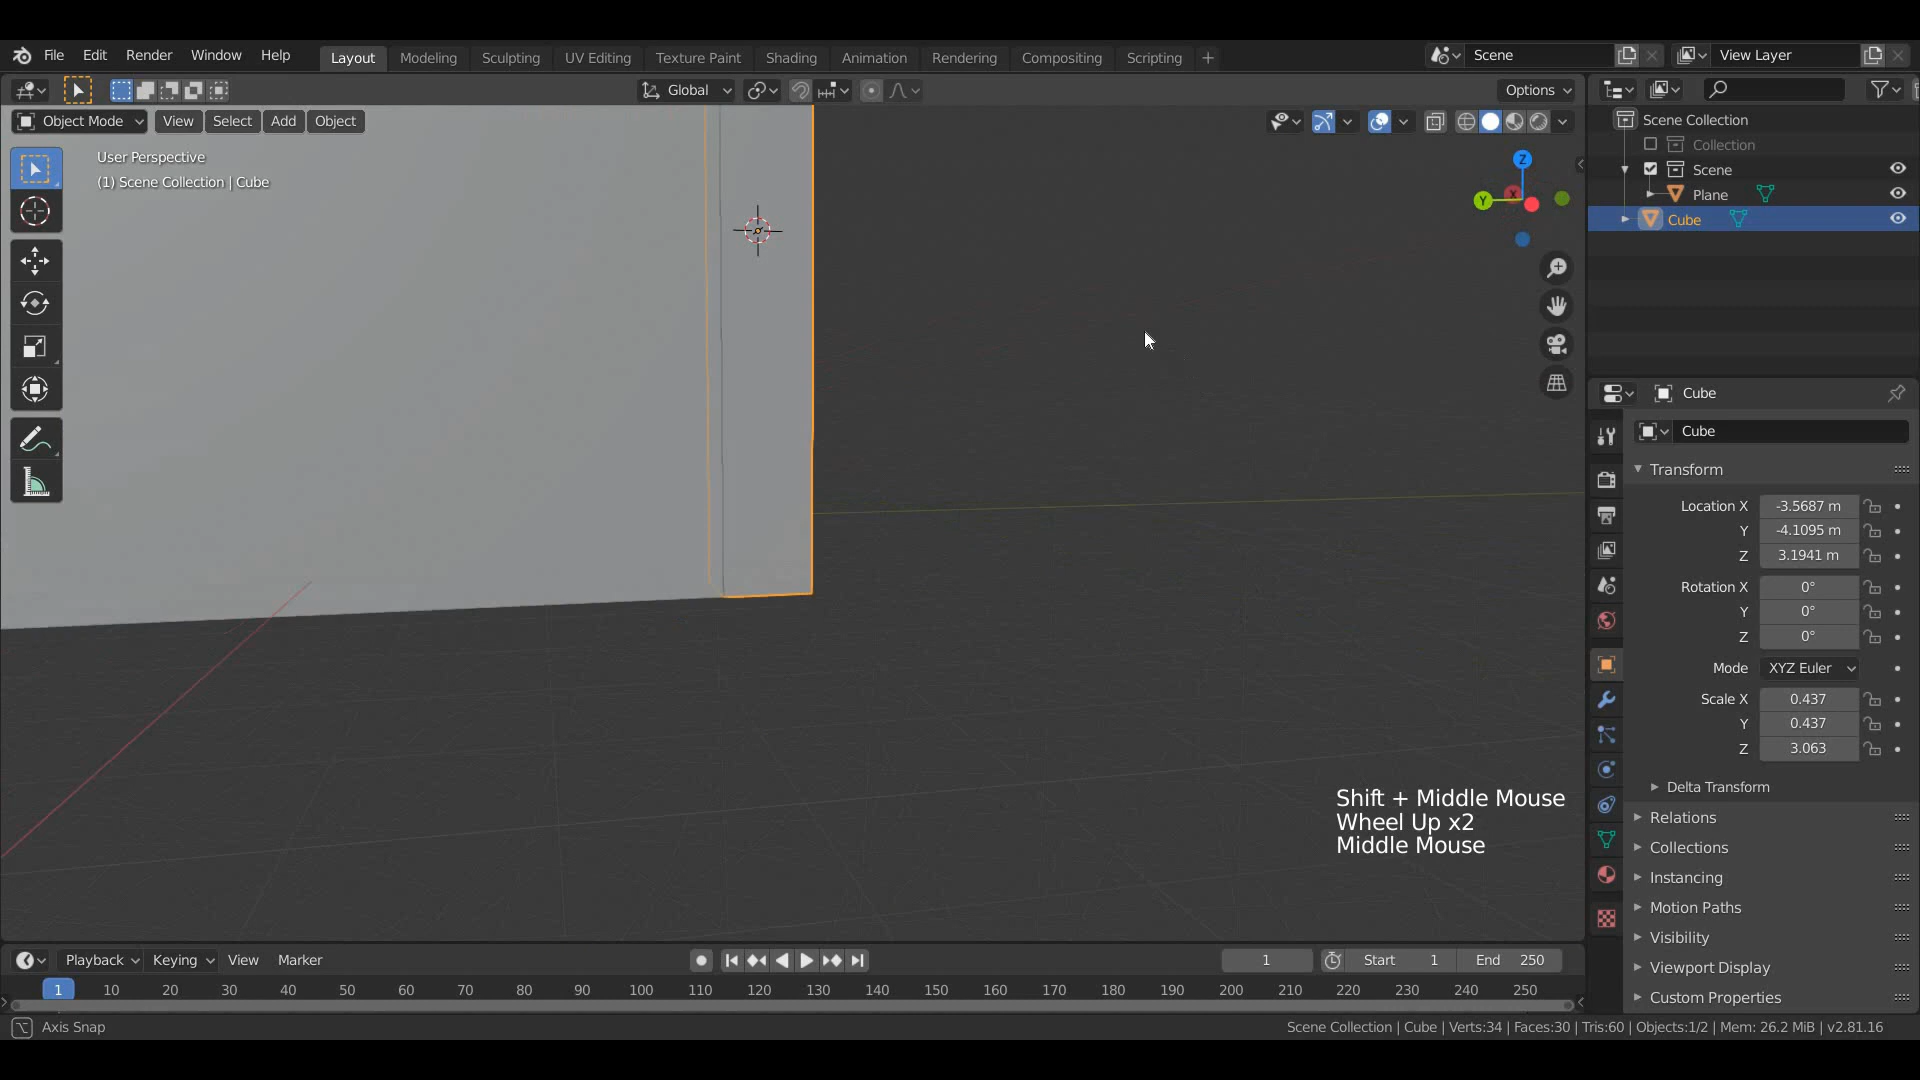 File Edit Render Window Help
Layout Modeling Sculpting UV Editing Texture Paint Shading Animation Rendering Compositing Scripting +
Scene
View Layer
Global
Options
Object Mode View Select Add Object
User Perspective
(1) Scene Collection | Cube
Z
Y
X
Scene Collection
Collection
Scene
Plane
Cube
Cube
Cube
Transform
Location X -3.5687 m
Y -4.1095 m
Z 3.1941 m
Rotation X 0°
Y 0°
Z 0°
Mode XYZ Euler
Scale X 0.437
Y 0.437
Z 3.063
Delta Transform
Relations
Collections
Instancing
Motion Paths
Visibility
Viewport Display
Custom Properties
Shift + Middle Mouse
Wheel Up x2
Middle Mouse
Playback Keying View Marker
1
Start 1
End 250
1 10 20 30 40 50 60 70 80 90 100 110 120 130 140 150 160 170 180 190 200 210 220 230 240 250
Axis Snap
Scene Collection | Cube | Verts:34 | Faces:30 | Tris:60 | Objects:1/2 | Mem: 26.2 MiB | v2.81.16